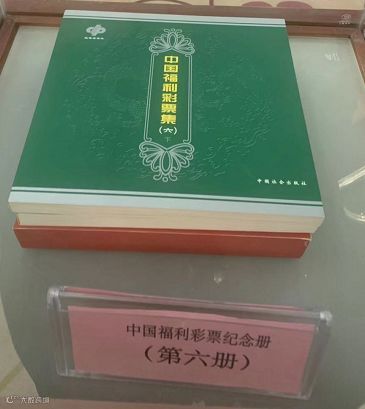 中国福利彩票集
(六)
下
中国社会出版社
中国福利彩票纪念册
(第六册)